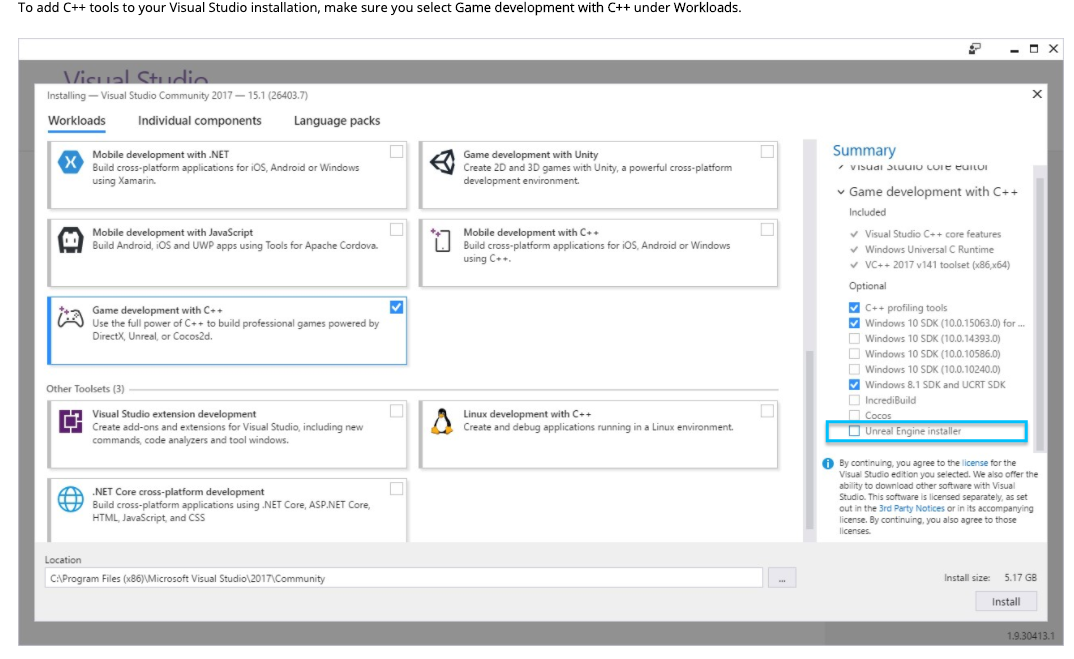 To add C++ tools to your Visual Studio installation, make sure you select Game development with C++ under Workloads.
Visual Studio
Installing — Visual Studio Community 2017 — 15.1 (26403.7)
Workloads Individual components Language packs
Mobile development with .NET
Build cross-platform applications for iOS, Android or Windows
using Xamarin.
Game development with Unity
Create 2D and 3D games with Unity, a powerful cross-platform
development environment.
Mobile development with JavaScript
Build Android, iOS and UWP apps using Tools for Apache Cordova.
Mobile development with C++
Build cross-platform applications for iOS, Android or Windows
using C++.
Game development with C++
Use the full power of C++ to build professional games powered by
DirectX, Unreal, or Cocos2d.
Other Toolsets (3)
Visual Studio extension development
Create add-ons and extensions for Visual Studio, including new
commands, code analyzers and tool windows.
Linux development with C++
Create and debug applications running in a Linux environment.
.NET Core cross-platform development
Build cross-platform applications using .NET Core, ASP.NET Core,
HTML, JavaScript, and CSS
Summary
Visual Studio core editor
Game development with C++
Included
Visual Studio C++ core features
Windows Universal C Runtime
VC++ 2017 v141 toolset (x86,x64)
Optional
C++ profiling tools
Windows 10 SDK (10.0.15063.0) for ...
Windows 10 SDK (10.0.14393.0)
Windows 10 SDK (10.0.10586.0)
Windows 10 SDK (10.0.10240.0)
Windows 8.1 SDK and UCRT SDK
IncrediBuild
Cocos
Unreal Engine installer
By continuing, you agree to the license for the
Visual Studio edition you selected. We also offer the
ability to download other software with Visual
Studio. This software is licensed separately, as set
out in the 3rd Party Notices or in its accompanying
license. By continuing, you also agree to those
licenses.
Location
C:\Program Files (x86)\Microsoft Visual Studio\2017\Community
...
Install size: 5.17 GB
Install
1.9.30413.1